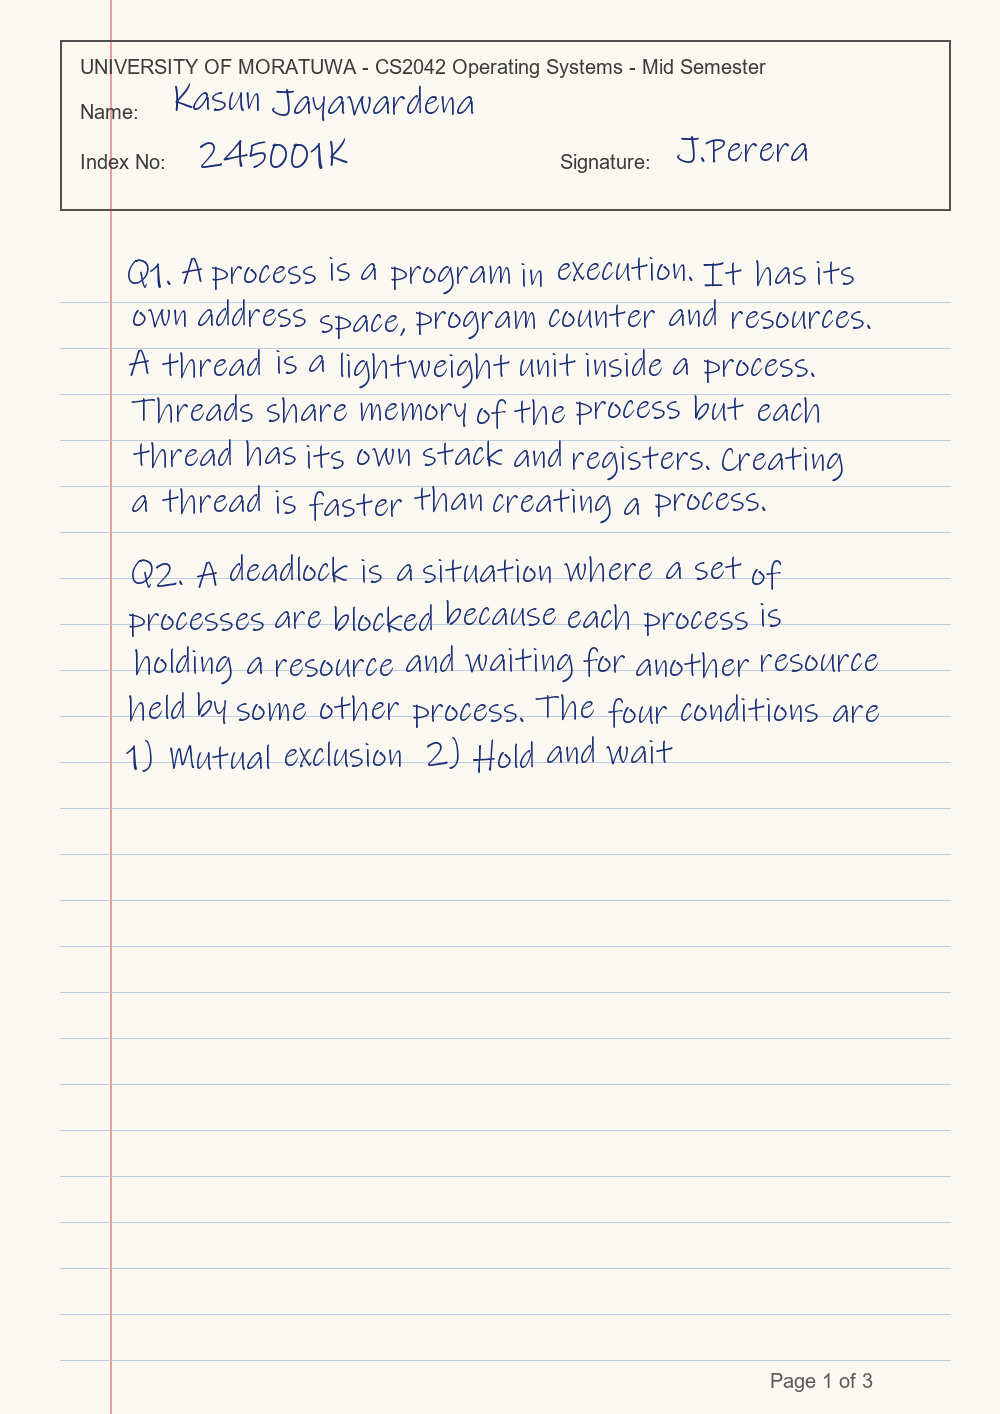 UNIVERSITY OF MORATUWA - CS2042 Operating Systems - Mid Semester
Name: Kasun Jayawardena
Index No: 245001K Signature: J.Perera
Q1. A process is a program in execution. It has its
own address space, program counter and resources.
A thread is a lightweight unit inside a process.
Threads share memory of the process but each
thread has its own stack and registers. Creating
a thread is faster than creating a process.
Q2. A deadlock is a situation where a set of
processes are blocked because each process is
holding a resource and waiting for another resource
held by some other process. The four conditions are
1) Mutual exclusion 2) Hold and wait
Page 1 of 3